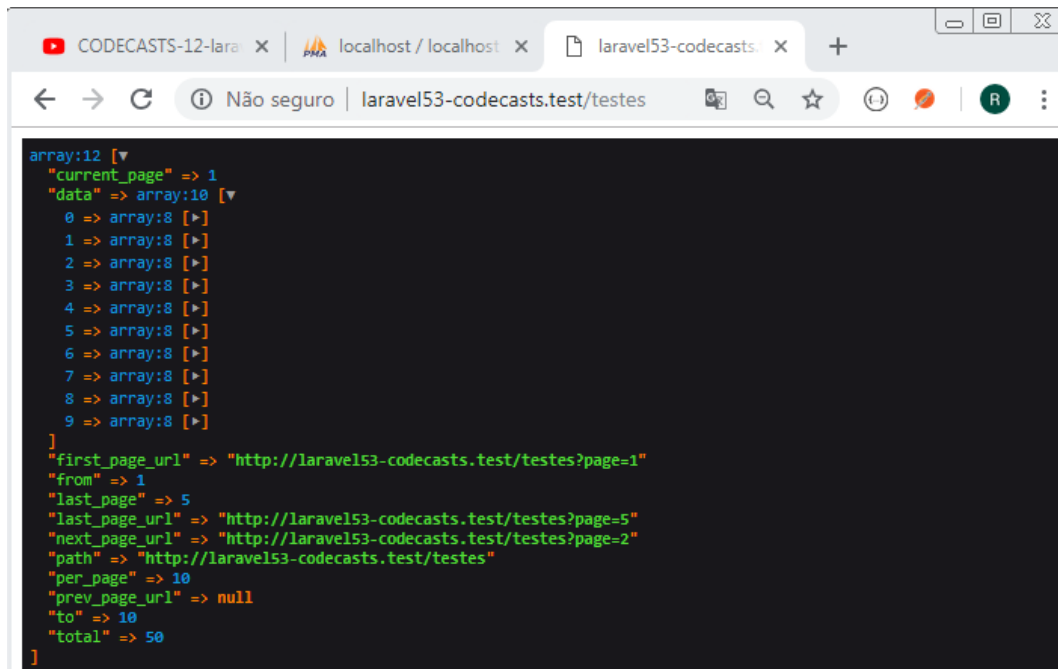 CODECASTS-12-lara
PMA localhost / localhost
laravel53-codecasts.
Não seguro | laravel53-codecasts.test/testes
R
array:12 [▼
"current_page" => 1
"data" => array:10 [▼
0 => array:8 [▶]
1 => array:8 [▶]
2 => array:8 [▶]
3 => array:8 [▶]
4 => array:8 [▶]
5 => array:8 [▶]
6 => array:8 [▶]
7 => array:8 [▶]
8 => array:8 [▶]
9 => array:8 [▶]
]
"first_page_url" => "http://laravel53-codecasts.test/testes?page=1"
"from" => 1
"last_page" => 5
"last_page_url" => "http://laravel53-codecasts.test/testes?page=5"
"next_page_url" => "http://laravel53-codecasts.test/testes?page=2"
"path" => "http://laravel53-codecasts.test/testes"
"per_page" => 10
"prev_page_url" => null
"to" => 10
"total" => 50
]